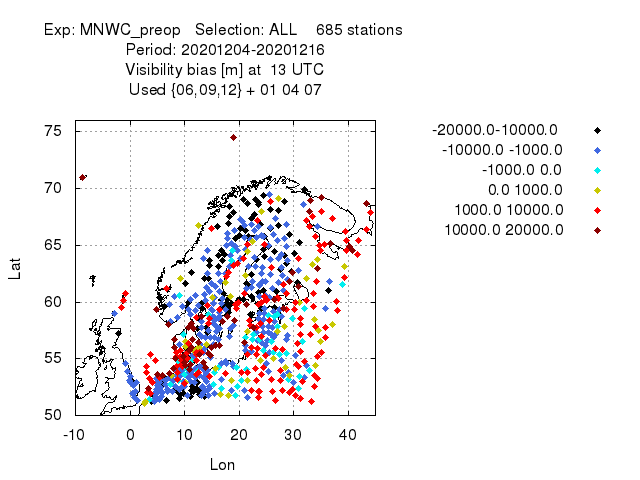 Exp: MNWC_preop   Selection: ALL    685 stations
Period: 20201204-20201216
Visibility bias [m] at  13 UTC
Used {06,09,12} + 01 04 07
-20000.0-10000.0
-10000.0 -1000.0
-1000.0 0.0
0.0 1000.0
1000.0 10000.0
10000.0 20000.0
75
70
65
60
55
50
Lat
-10 0 10 20 30 40
Lon